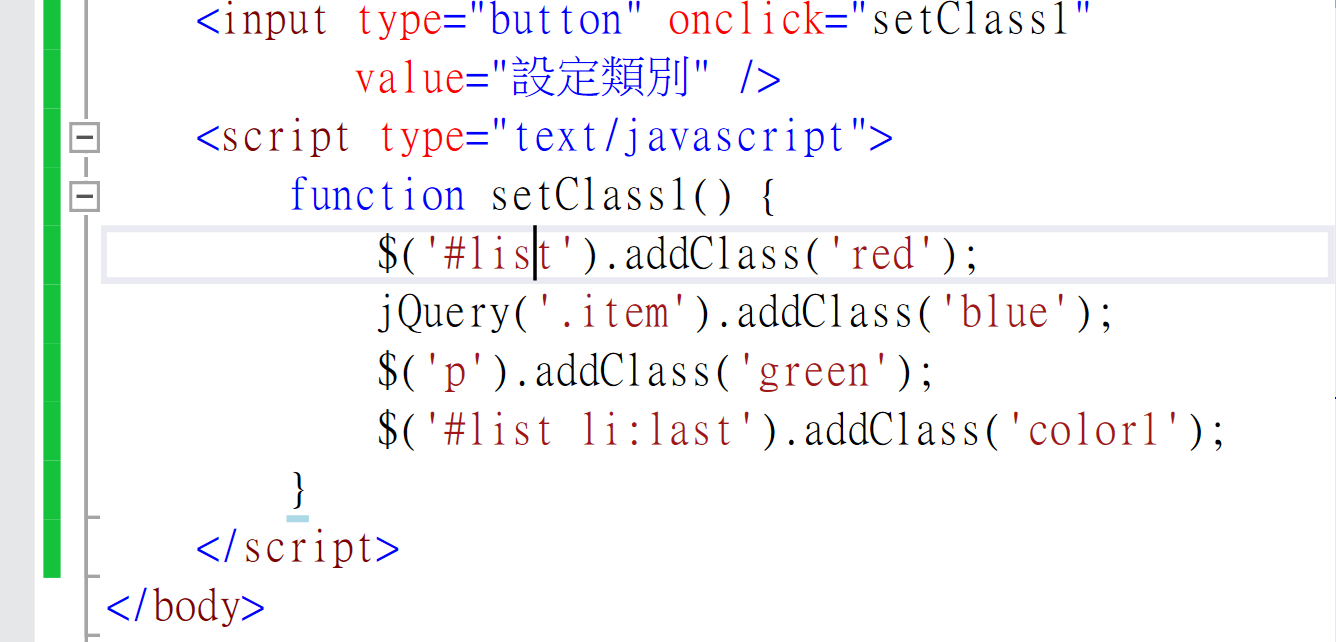 <input type="button" onclick="setClass1"
value="設定類別" />
<script type="text/javascript">
function setClass1() {
$('#list').addClass('red');
jQuery('.item').addClass('blue');
$('p').addClass('green');
$('#list li:last').addClass('color1');
}
</script>
</body>